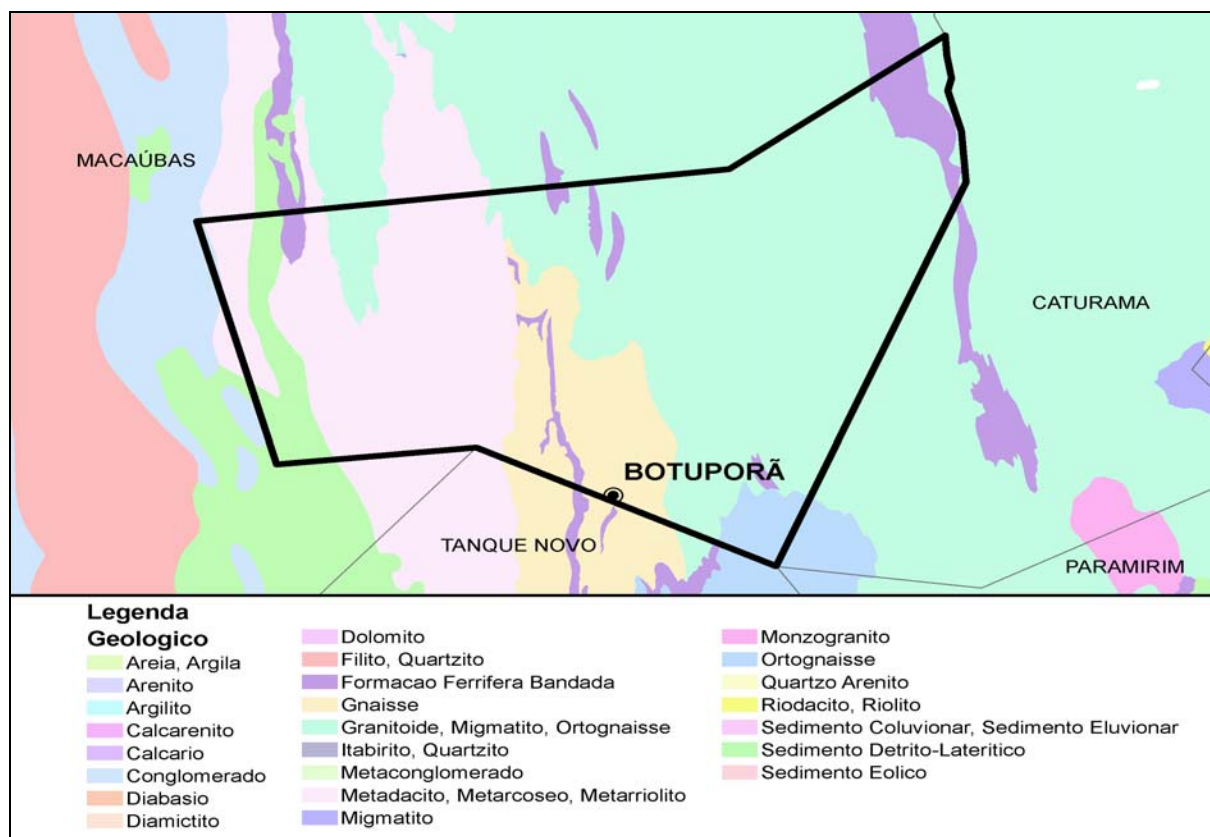 MACAÚBAS
CATURAMA
BOTUPORÃ
TANQUE NOVO
PARAMIRIM
Legenda
Geologico
Areia, Argila
Arenito
Argilito
Calcarenito
Calcario
Conglomerado
Diabasio
Diamictito
Dolomito
Filito, Quartzito
Formacao Ferrifera Bandada
Gnaisse
Granitoide, Migmatito, Ortognaisse
Itabirito, Quartzito
Metaconglomerado
Metadacito, Metarcoseo, Metarriolito
Migmatito
Monzogranito
Ortognaisse
Quartzo Arenito
Riodacito, Riolito
Sedimento Coluvionar, Sedimento Eluvionar
Sedimento Detrito-Lateritico
Sedimento Eolico